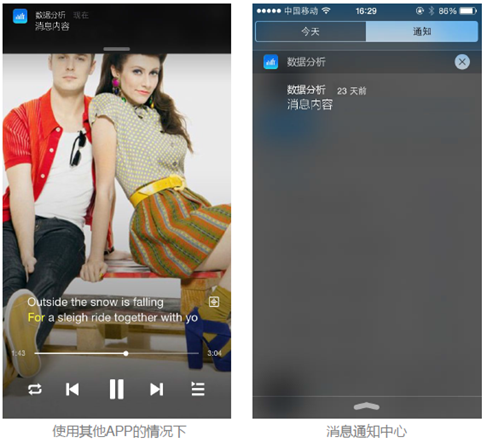 数据分析 现在
消息内容
Outside the snow is falling
For a sleigh ride together with yo
1:43
3:04
使用其他APP的情况下
中国移动 16:29 86%
今天 通知
数据分析
数据分析 23 天前
消息内容
消息通知中心